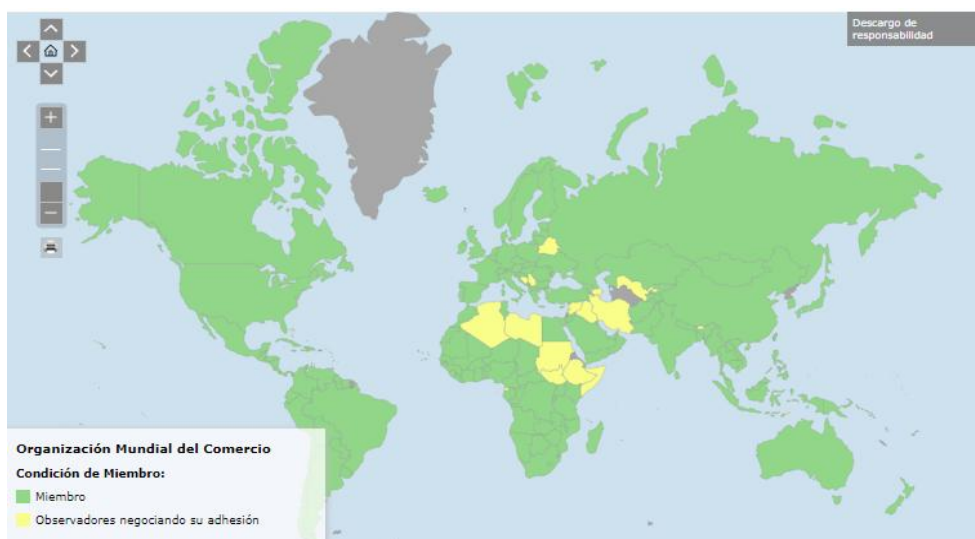 Descargo de
responsabilidad
Organización Mundial del Comercio
Condición de Miembro:
Miembro
Observadores negociando su adhesión